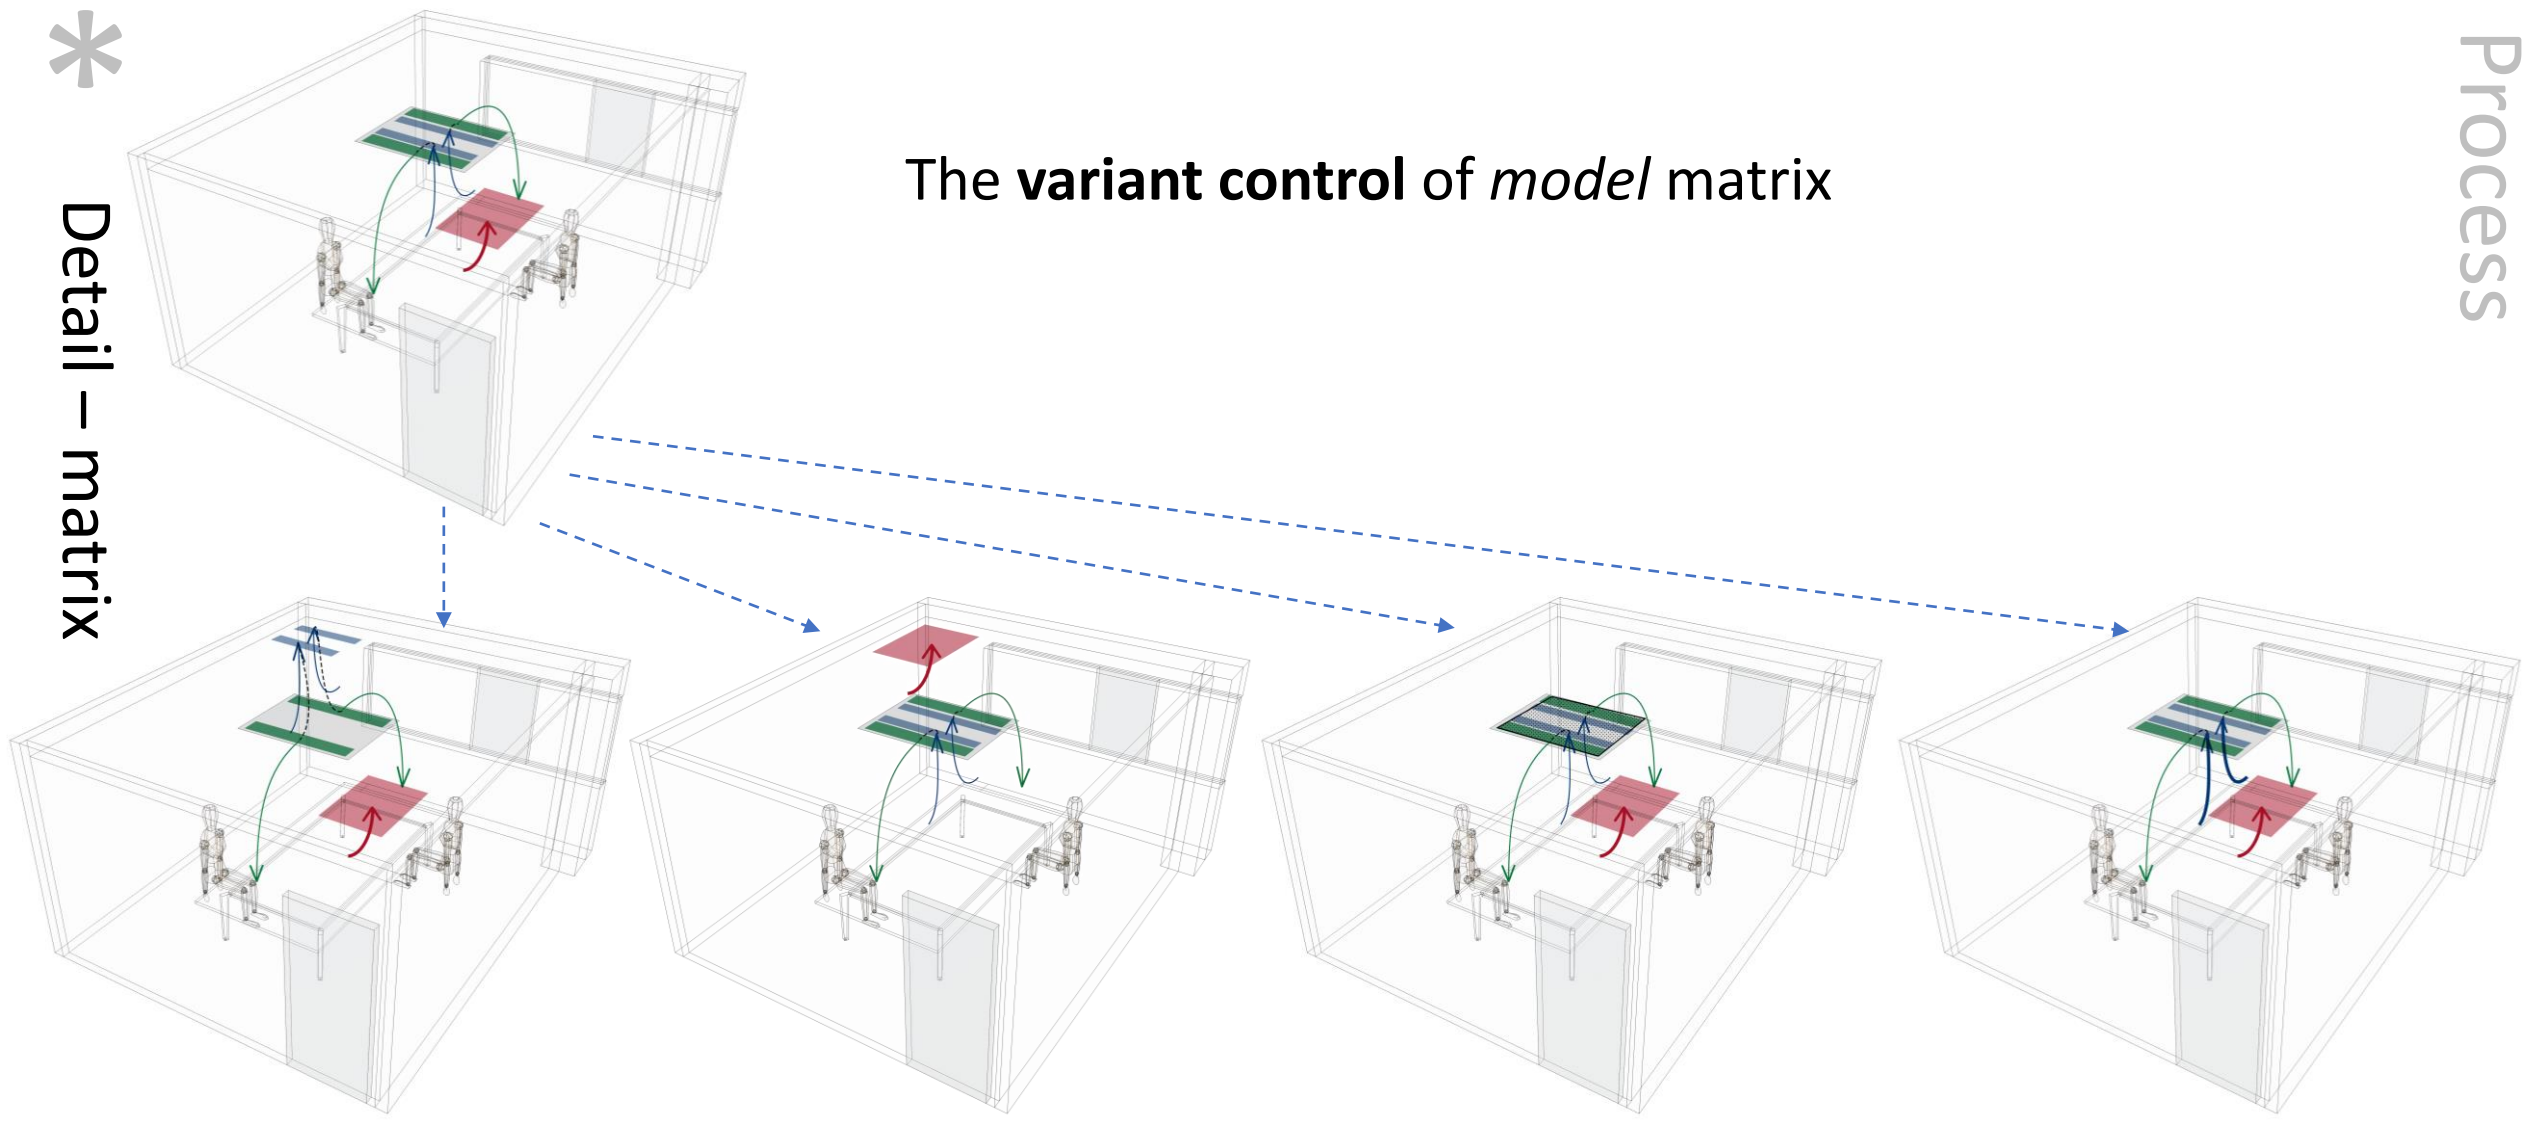 *
Detail – matrix
The variant control of model matrix
Process